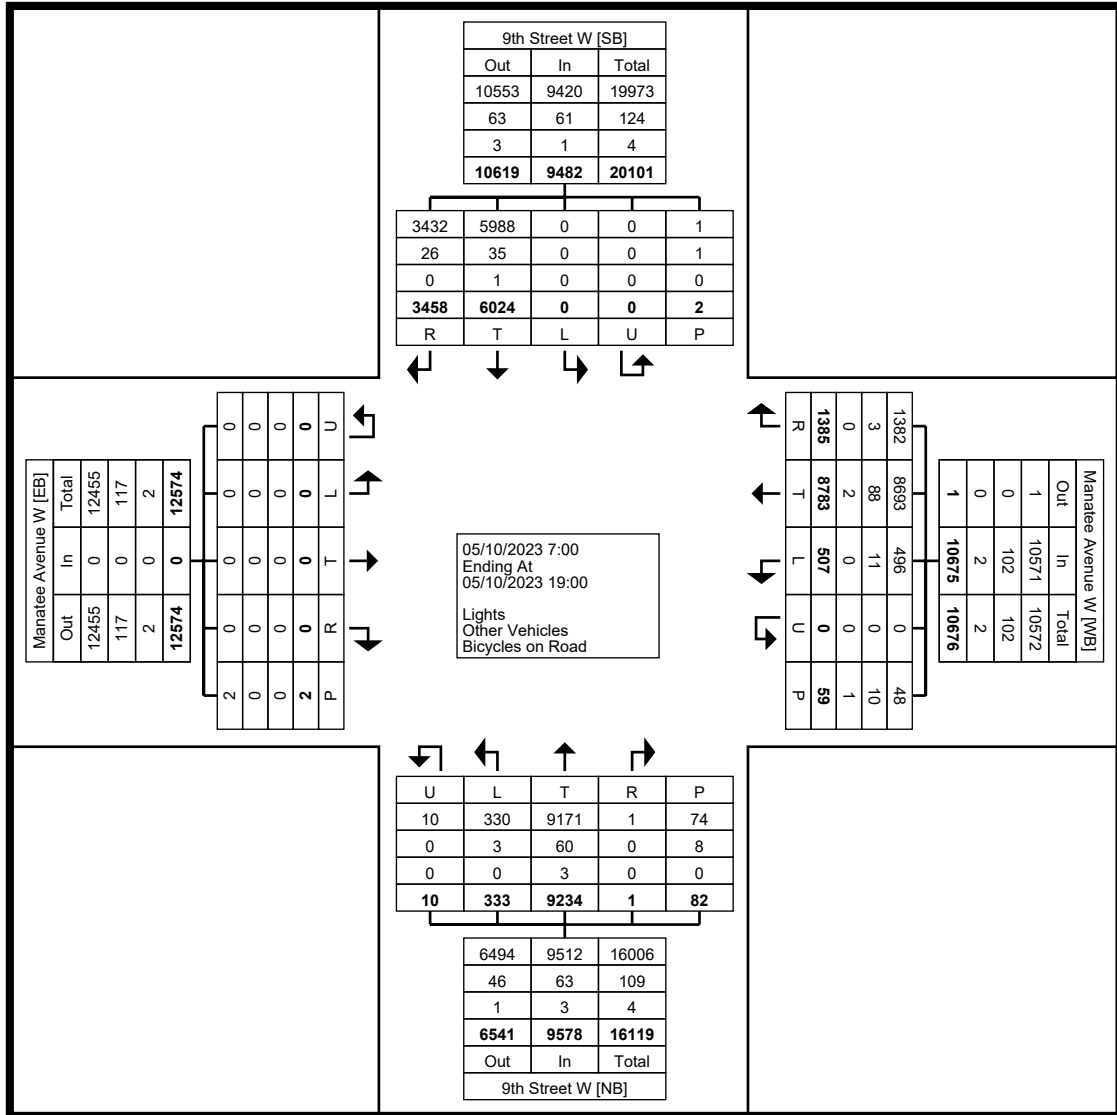 9th Street W [SB]
Out In Total
10553 9420 19973
63 61 124
3 1 4
10619 9482 20101
3432 5988 0 0 1
26 35 0 0 1
0 1 0 0 0
3458 6024 0 0 2
R T L U P
Manatee Avenue W [EB]
Total In Out
12455 0 12455
117 0 117
2 0 2
12574 0 12574
0 0 0 0 2
0 0 0 0 0
0 0 0 0 0
0 0 0 0 2
U L T R P
05/10/2023 7:00
Ending At
05/10/2023 19:00
Lights
Other Vehicles
Bicycles on Road
Manatee Avenue W [WB]
Out In Total
1 10571 10572
0 102 102
0 2 2
1 10675 10676
1382 8693 496 0 48
3 88 11 0 10
0 2 0 0 1
1385 8783 507 0 59
R T L U P
U L T R P
10 330 9171 1 74
0 3 60 0 8
0 0 3 0 0
10 333 9234 1 82
6494 9512 16006
46 63 109
1 3 4
6541 9578 16119
Out In Total
9th Street W [NB]